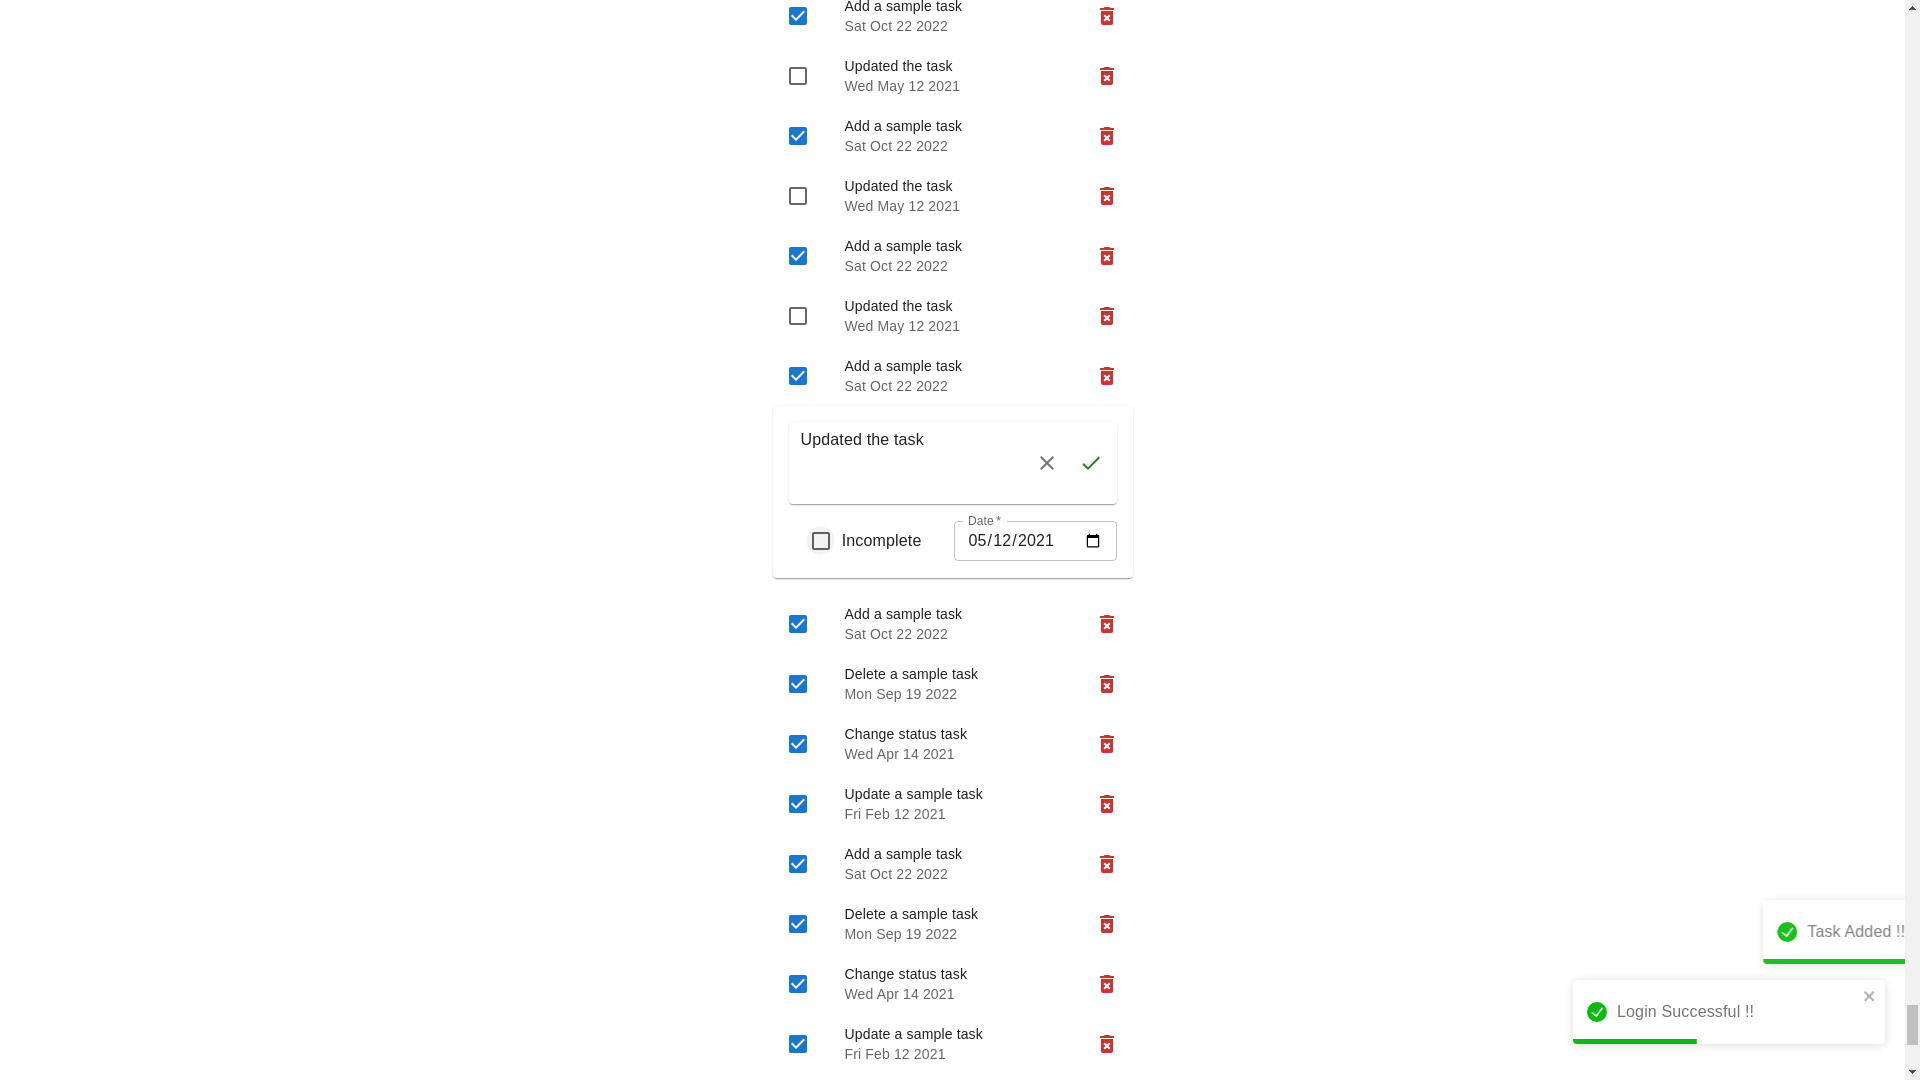 Add a sample task
Sat Oct 22 2022
Updated the task
Wed May 12 2021
Add a sample task
Sat Oct 22 2022
Updated the task
Wed May 12 2021
Add a sample task
Sat Oct 22 2022
Updated the task
Wed May 12 2021
Add a sample task
Sat Oct 22 2022
Updated the task
Date *
Incomplete
05/12/2021
Add a sample task
Sat Oct 22 2022
Delete a sample task
Mon Sep 19 2022
Change status task
Wed Apr 14 2021
Update a sample task
Fri Feb 12 2021
Add a sample task
Sat Oct 22 2022
Delete a sample task
Mon Sep 19 2022
Change status task
Wed Apr 14 2021
Update a sample task
Fri Feb 12 2021
Task Added !!
Login Successful !!